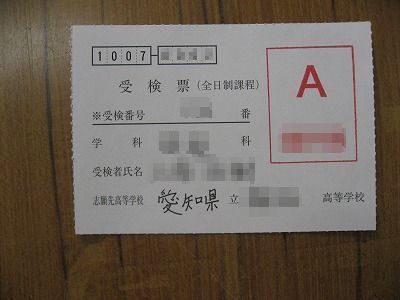 1007-
受検票(全日制課程)
A
※受検番号 番
学科 科
受検者氏名
志願先高等学校 愛知県 立 高等学校